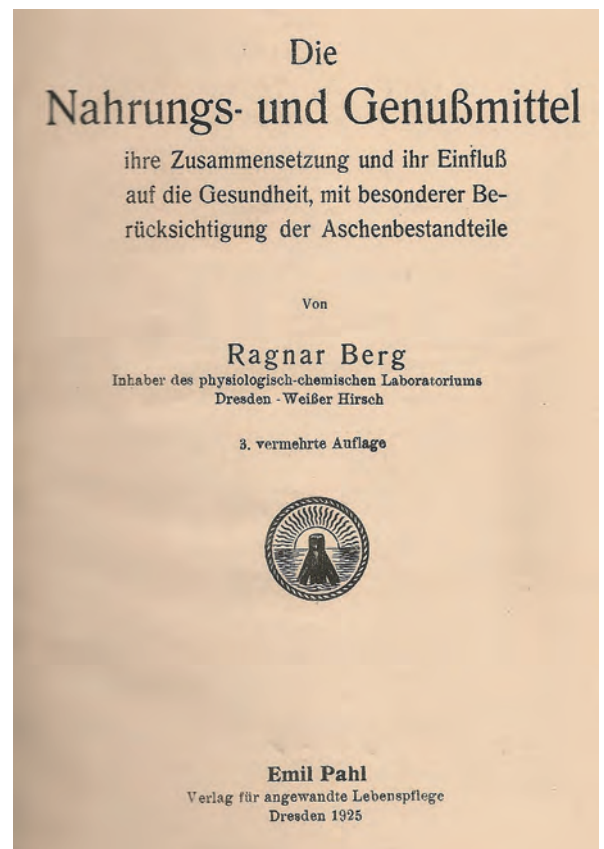 Die
Nahrungs- und Genußmittel
ihre Zusammensetzung und ihr Einfluß
auf die Gesundheit, mit besonderer Be-
rücksichtigung der Aschenbestandteile
Von
Ragnar Berg
Inhaber des physiologisch-chemischen Laboratoriums
Dresden - Weißer Hirsch
3. vermehrte Auflage
Emil Pahl
Verlag für angewandte Lebenspflege
Dresden 1925